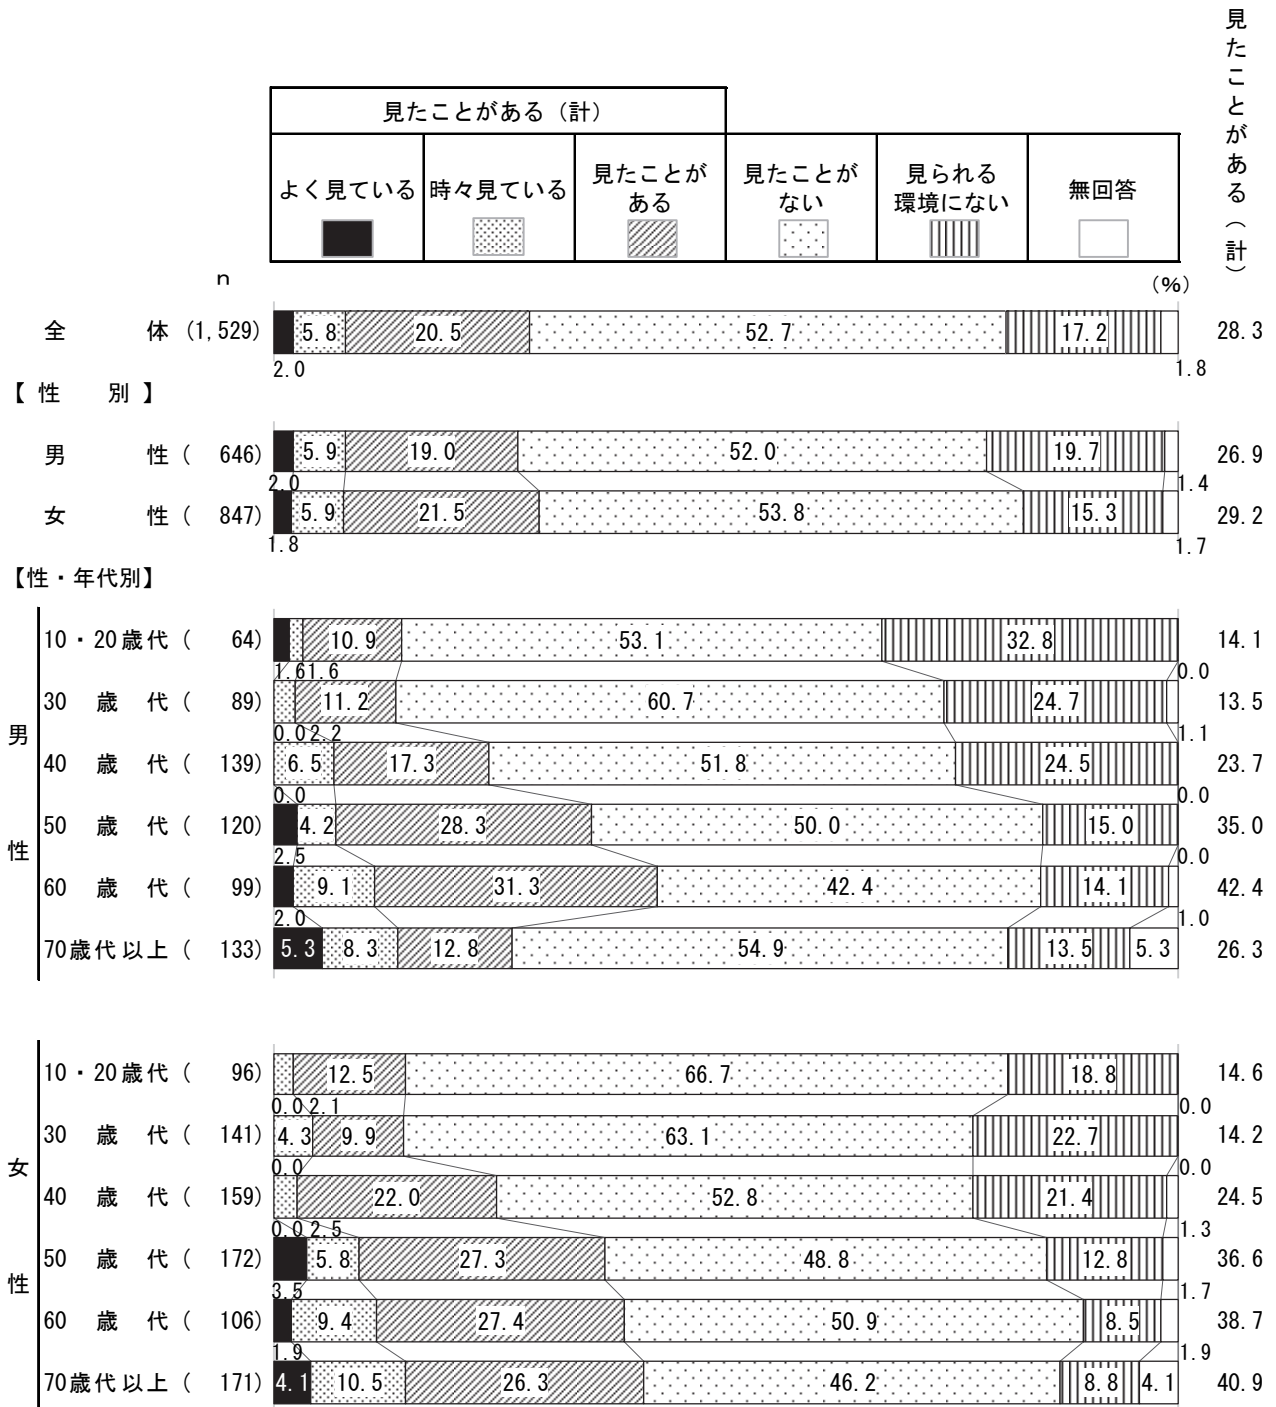 見たことがある（計）
見たことがある（計）
よく見ている 時々見ている 見たことが
ある 見たことが
ない 見られる
環境にない 無回答
n (%)
全体 (1,529) 5.8 20.5 52.7 17.2 28.3
2.0 1.8
【性別】
男性 ( 646) 5.9 19.0 52.0 19.7 26.9
2.0 1.4
女性 ( 847) 5.9 21.5 53.8 15.3 29.2
1.8 1.7
【性・年代別】
男性
10・20歳代 ( 64) 10.9 53.1 32.8 14.1
1.6 1.6 0.0
30歳代 ( 89) 11.2 60.7 24.7 13.5
0.0 2.2 1.1
40歳代 ( 139) 6.5 17.3 51.8 24.5 23.7
0.0 0.0
50歳代 ( 120) 4.2 28.3 50.0 15.0 35.0
2.5 0.0
60歳代 ( 99) 9.1 31.3 42.4 14.1 42.4
2.0 1.0
70歳代以上 ( 133) 5.3 8.3 12.8 54.9 13.5 5.3 26.3
女性
10・20歳代 ( 96) 12.5 66.7 18.8 14.6
0.0 2.1 0.0
30歳代 ( 141) 4.3 9.9 63.1 22.7 14.2
0.0 0.0
40歳代 ( 159) 22.0 52.8 21.4 24.5
0.0 2.5 1.3
50歳代 ( 172) 5.8 27.3 48.8 12.8 36.6
3.5 1.7
60歳代 ( 106) 9.4 27.4 50.9 8.5 38.7
1.9 1.9
70歳代以上 ( 171) 4.1 10.5 26.3 46.2 8.8 4.1 40.9